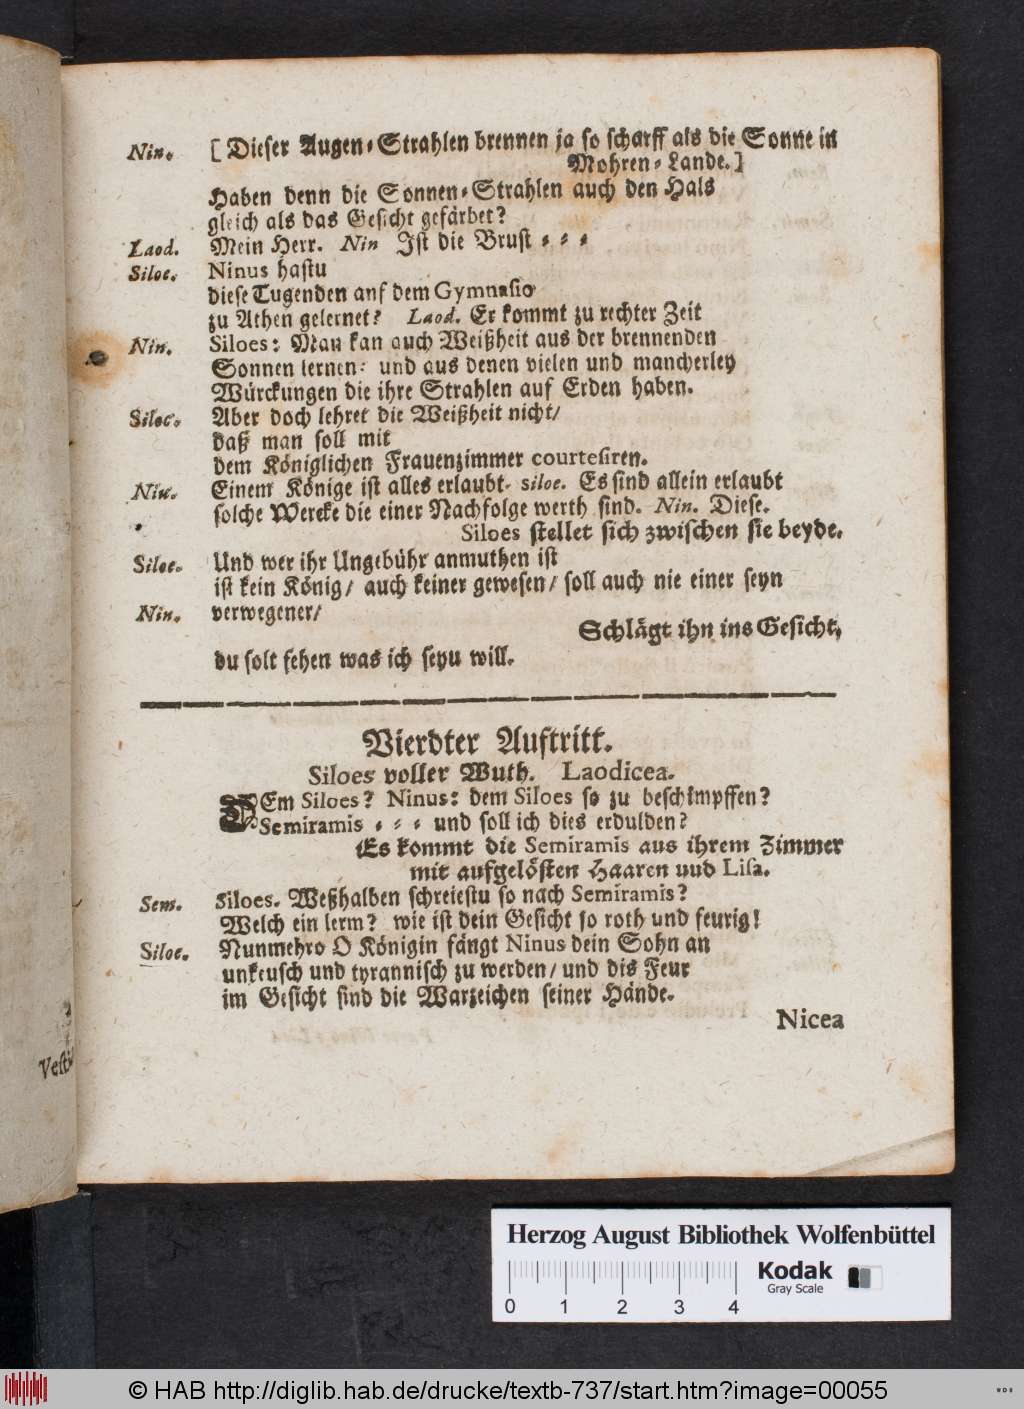 Nin. [Dieser Augen-Strahlen brennen ja so scharff als die Sonne in
Mohren-Lande.]
Haben denn die Sonnen-Strahlen auch den Hals
gleich als das Gesicht gefärbet?
Laod. Mein Herr. Nin Ist die Brust - - -
Siloe. Ninus hastu
diese Tugenden auf dem Gymnasio
zu Athen gelernet? Laod. Er kommt zu rechter Zeit
Nin. Siloes: Man kan auch Weißheit aus der brennenden
Sonnen lernen: und aus denen vielen und mancherley
Würckungen die ihre Strahlen auf Erden haben.
Siloe. Aber doch lehret die Weißheit nicht/
daß man soll mit
dem Königlichen Frauenzimmer courtesiren.
Nin. Einem Könige ist alles erlaubt. Siloe. Es sind allein erlaubt
solche Wercke die einer Nachfolge werth sind. Nin. Diese.
Siloes stellet sich zwischen sie beyde.
Siloe. Und wer ihr Ungebühr anmuthen ist
ist kein König/ auch keiner gewesen/ soll auch nie einer seyn
Nin. verwegener/
Schlägt ihn ins Gesicht,
du solt sehen was ich seyn will.
Vierdter Auftritt.
Siloes voller Wuth. Laodicea.
DEm Siloes? Ninus: dem Siloes so zu beschimpffen?
Semiramis - - - und soll ich dies erdulden?
Es kommt die Semiramis aus ihrem Zimmer
mit aufgelösten Haaren und Lisa.
Sem. Siloes. Weßhalben schreiestu so nach Semiramis?
Welch ein lerm? wie ist dein Gesicht so roth und feurig!
Siloe. Nunmehro O Königin fängt Ninus dein Sohn an
unkeusch und tyrannisch zu werden/ und dis Feur
im Gesicht sind die Warzeichen seiner Hände.
Nicea
Vesti
Herzog August Bibliothek Wolfenbüttel
0 1 2 3 4
Kodak
Gray Scale
© HAB http://diglib.hab.de/drucke/textb-737/start.htm?image=00055